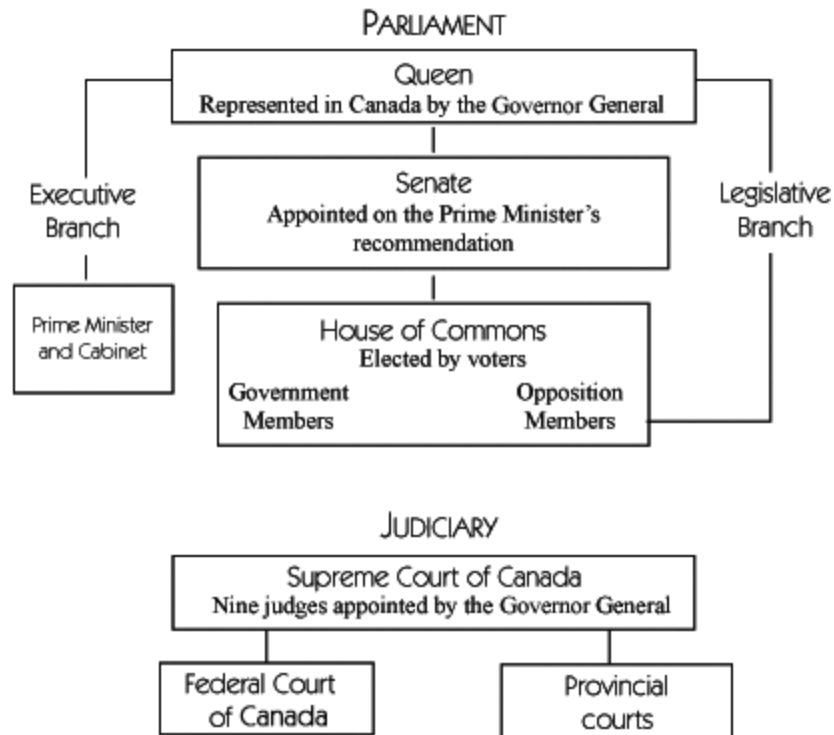 PARLIAMENT
Queen
Represented in Canada by the Governor General
Executive
Branch
Senate
Appointed on the Prime Minister's
recommendation
Legislative
Branch
Prime Minister
and Cabinet
House of Commons
Elected by voters
Government
Members
Opposition
Members
JUDICIARY
Supreme Court of Canada
Nine judges appointed by the Governor General
Federal Court
of Canada
Provincial
courts